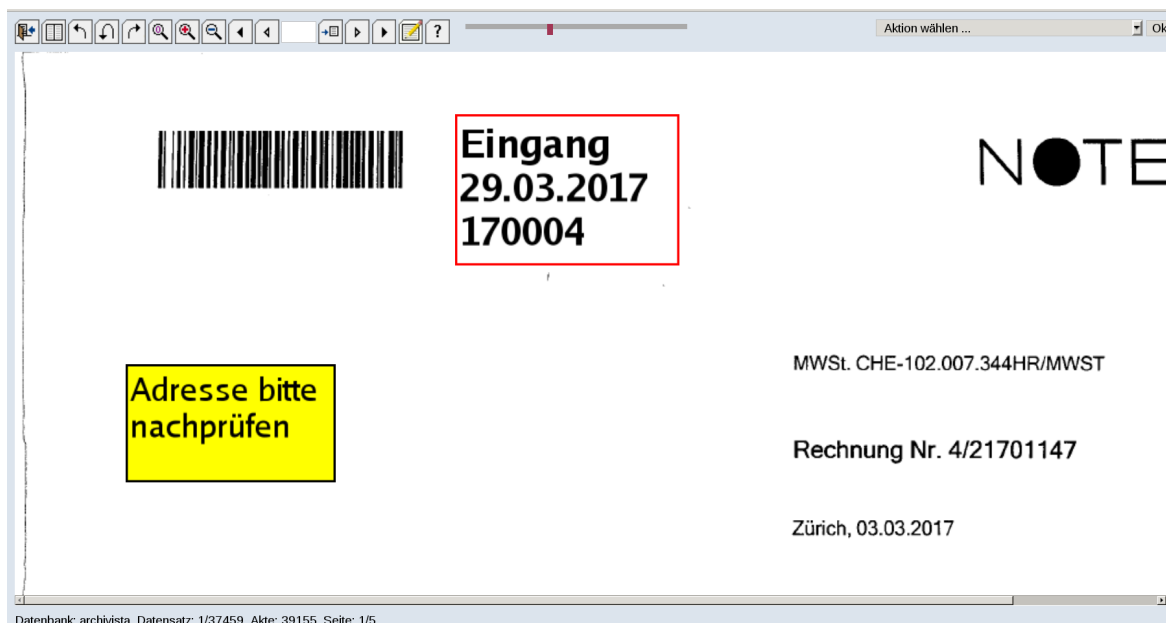 Aktion wählen ...
Ok
?
Eingang
29.03.2017
170004
NOTE
Adresse bitte
nachprüfen
MWSt. CHE-102.007.344HR/MWST
Rechnung Nr. 4/21701147
Zürich, 03.03.2017
Datenbank: archivista, Datensatz: 1/37459, Akte: 39155, Seite: 1/5